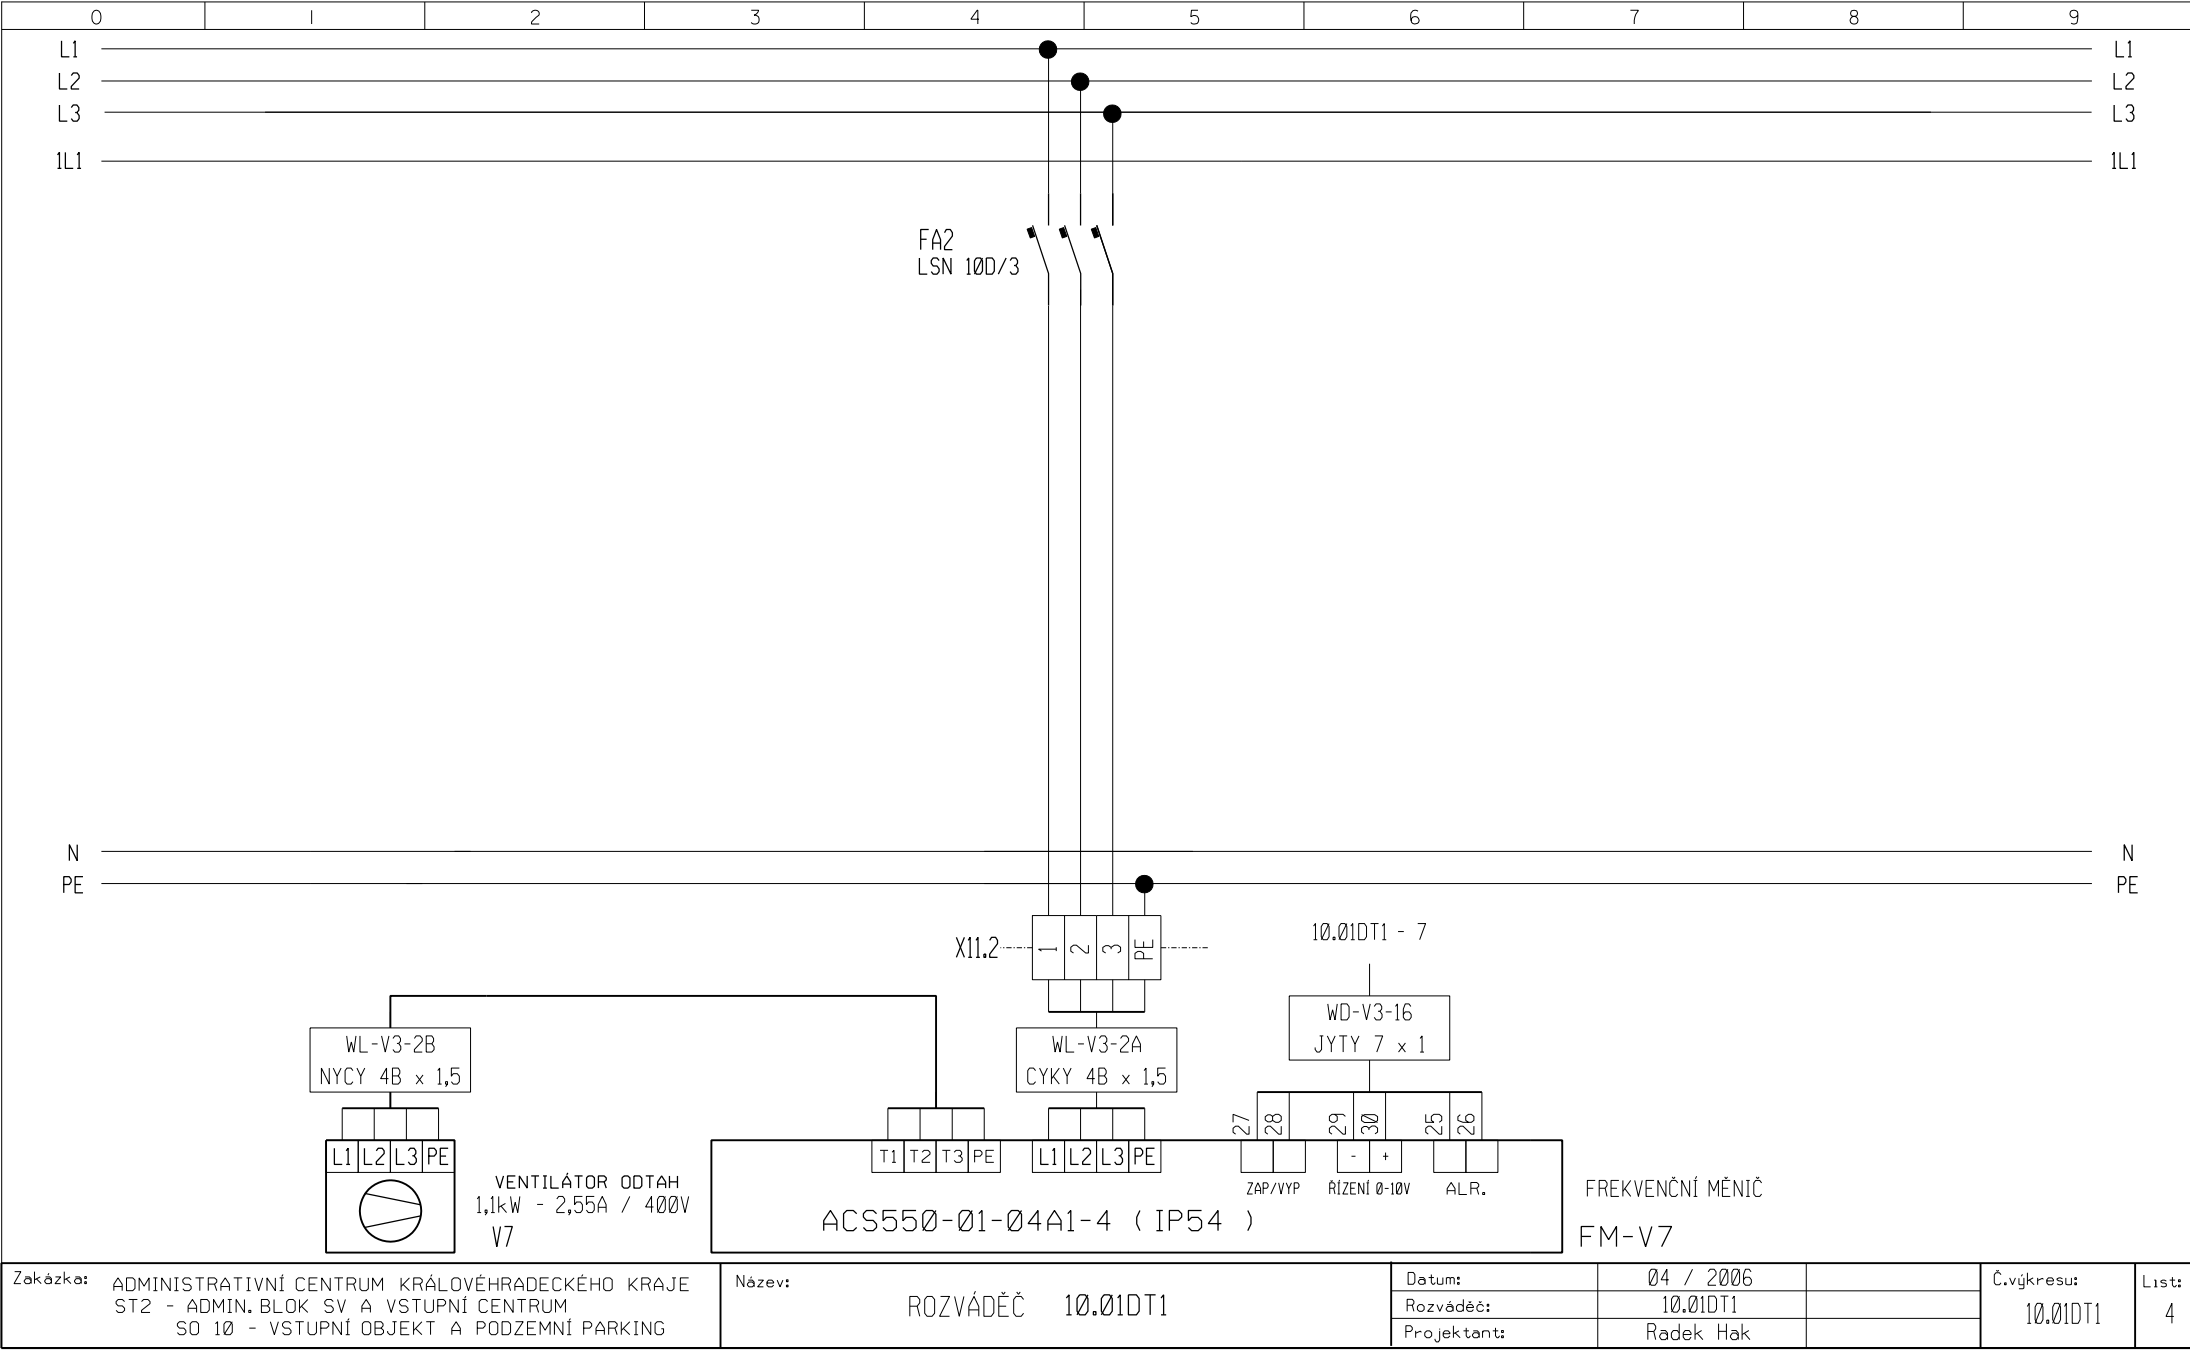 0 1 2 3 4 5 6 7 8 9
L1 L1
L2 L2
L3 L3
1L1 1L1
FA2
LSN 10D/3
N N
PE PE
X11.2 1 2 3 PE
10.01DT1 - 7
WL-V3-2B
NYCY 4B x 1,5
WL-V3-2A
CYKY 4B x 1,5
WD-V3-16
JYTY 7 x 1
27 28 29 30 25 26
L1 L2 L3 PE
T1 T2 T3 PE
L1 L2 L3 PE
- +
VENTILÁTOR ODTAH
1,1kW - 2,55A / 400V
V7
ZAP/VYP ŘÍZENÍ 0-10V ALR.
ACS550-01-04A1-4 ( IP54 )
FREKVENČNÍ MĚNIČ
FM-V7
Zakázka: ADMINISTRATIVNÍ CENTRUM KRÁLOVÉHRADECKÉHO KRAJE
ST2 - ADMIN. BLOK SV A VSTUPNÍ CENTRUM
SO 10 - VSTUPNÍ OBJEKT A PODZEMNÍ PARKING
Název:
ROZVÁDĚČ 10.01DT1
Datum: 04 / 2006
Rozváděč: 10.01DT1
Projektant: Radek Hak
Č.výkresu:
10.01DT1
List:
4